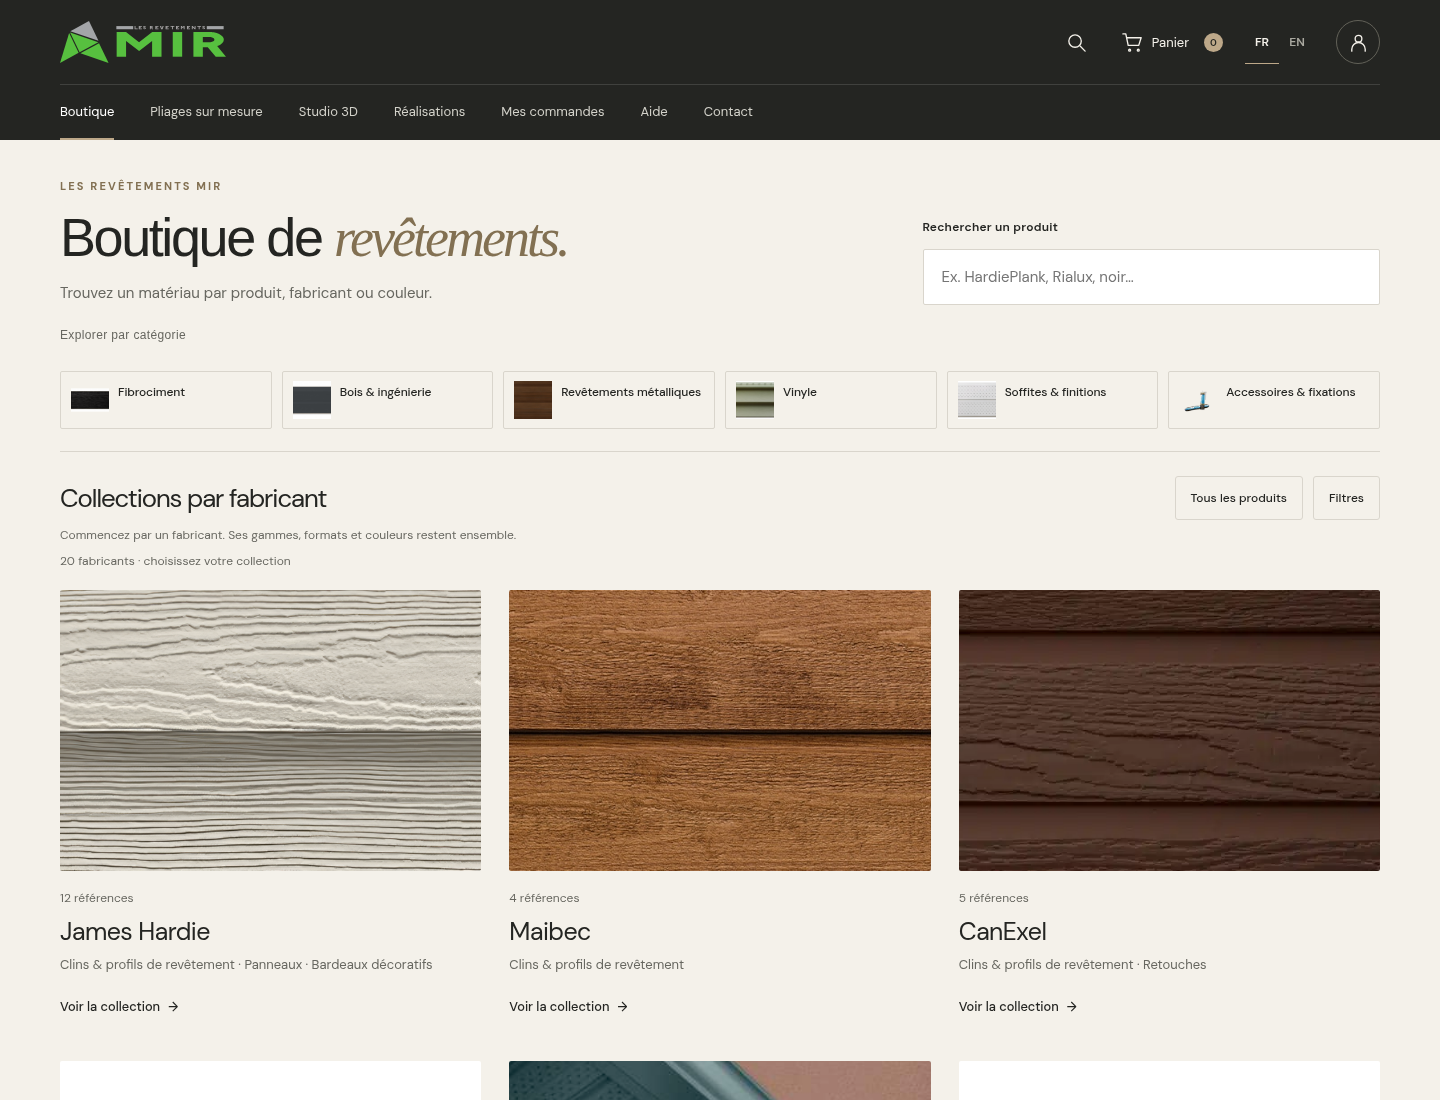 LES REVÊTEMENTS
MIR
Panier 0 FR EN
Boutique Pliages sur mesure Studio 3D Réalisations Mes commandes Aide Contact
LES REVÊTEMENTS MIR
Boutique de revêtements.
Trouvez un matériau par produit, fabricant ou couleur.
Rechercher un produit
Ex. HardiePlank, Rialux, noir...
Explorer par catégorie
Fibrociment Bois & ingénierie Revêtements métalliques Vinyle Soffites & finitions Accessoires & fixations
Collections par fabricant
Tous les produits Filtres
Commencez par un fabricant. Ses gammes, formats et couleurs restent ensemble.
20 fabricants · choisissez votre collection
12 références
James Hardie
Clins & profils de revêtement · Panneaux · Bardeaux décoratifs
Voir la collection →
4 références
Maibec
Clins & profils de revêtement
Voir la collection →
5 références
CanExel
Clins & profils de revêtement · Retouches
Voir la collection →